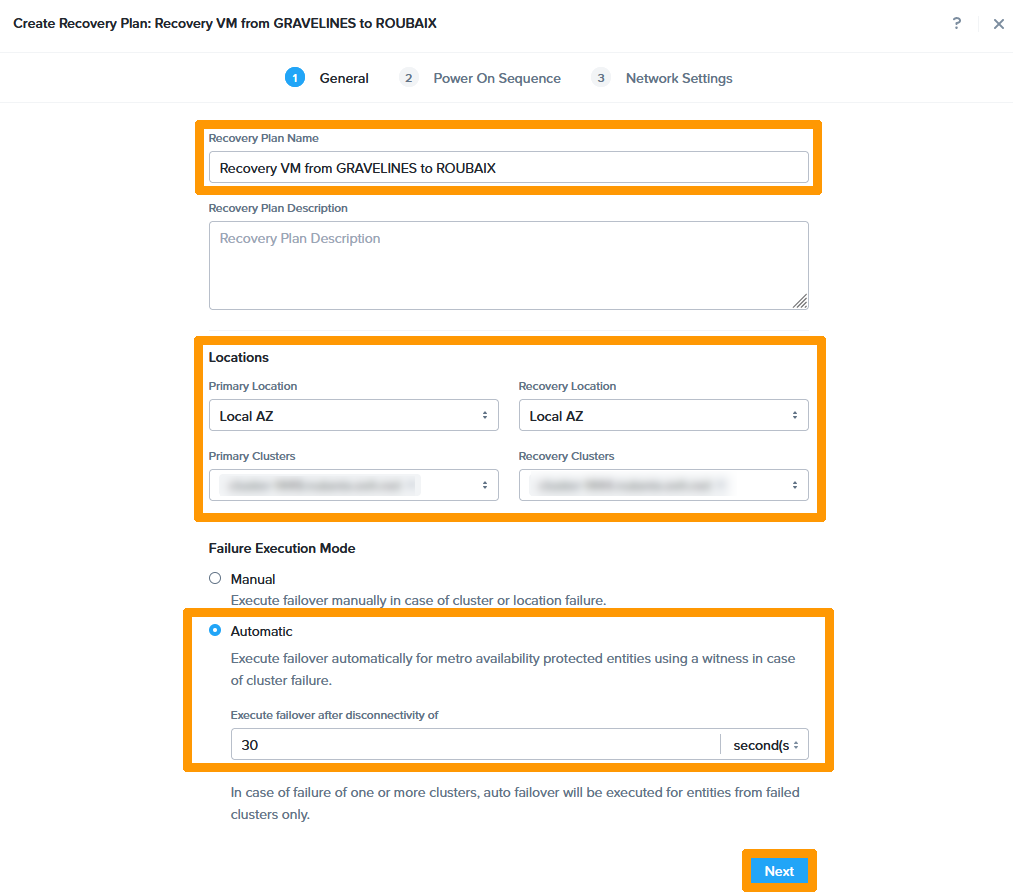 Create Recovery Plan: Recovery VM from GRAVELINES to ROUBAIX
?
1 General 2 Power On Sequence 3 Network Settings
Recovery Plan Name
Recovery VM from GRAVELINES to ROUBAIX
Recovery Plan Description
Recovery Plan Description
Locations
Primary Location Recovery Location
Local AZ Local AZ
Primary Clusters Recovery Clusters
Failure Execution Mode
Manual
Execute failover manually in case of cluster or location failure.
Automatic
Execute failover automatically for metro availability protected entities using a witness in case
of cluster failure.
Execute failover after disconnectivity of
30 second(s
In case of failure of one or more clusters, auto failover will be executed for entities from failed
clusters only.
Next